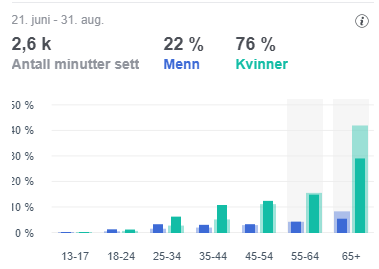 21. juni - 31. aug.
2,6 k 22 % 76 %
Antall minutter sett Menn Kvinner
50 %
40 %
30 %
20 %
10 %
0 %
13-17 18-24 25-34 35-44 45-54 55-64 65+